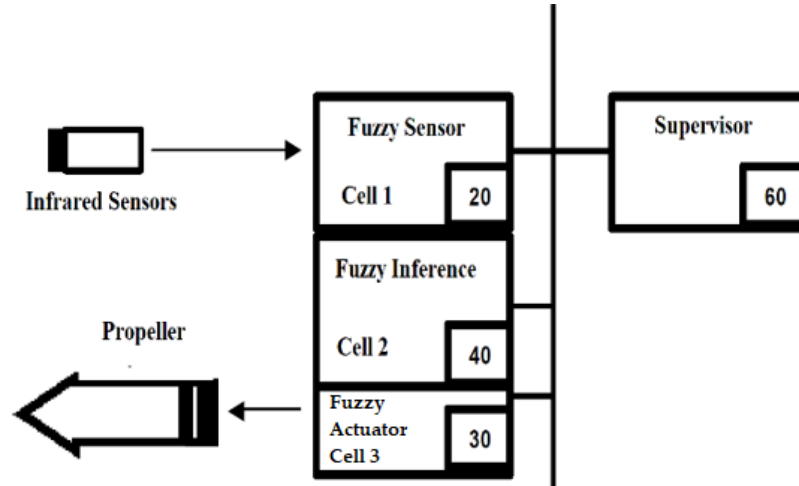 Fuzzy Sensor
Cell 1
20
Supervisor
60
Infrared Sensors
Fuzzy Inference
Cell 2
40
Propeller
Fuzzy
Actuator
Cell 3
30